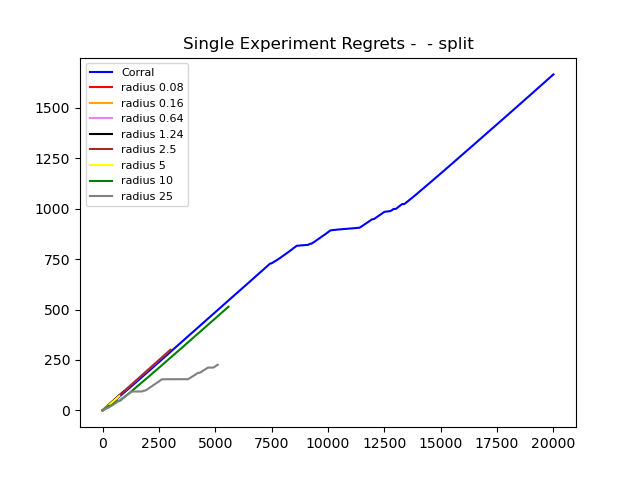 Single Experiment Regrets -  - split
Corral
radius 0.08
radius 0.16
radius 0.64
radius 1.24
radius 2.5
radius 5
radius 10
radius 25
1500
1250
1000
750
500
250
0
0 2500 5000 7500 10000 12500 15000 17500 20000